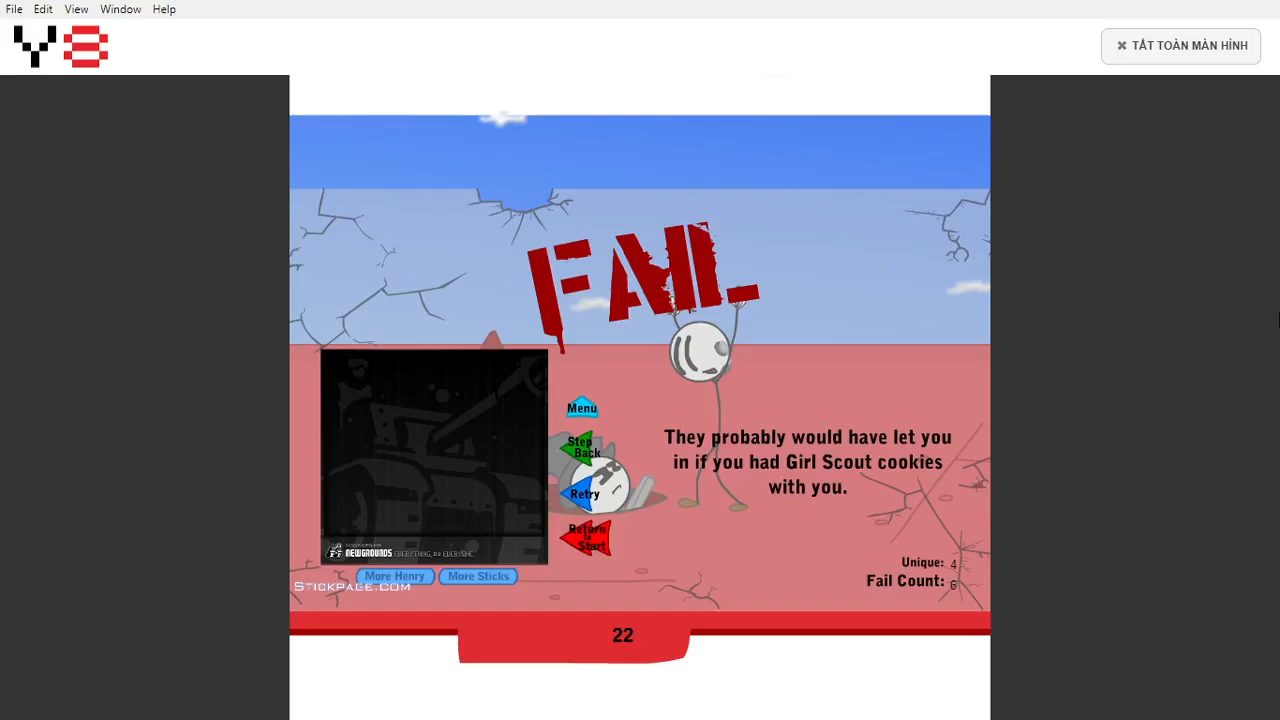 File Edit View Window Help
Y8
✖ TẮT TOÀN MÀN HÌNH
FAIL
Menu
Step
Back
Retry
Return
To
Start
They probably would have let you
in if you had Girl Scout cookies
with you.
NEWGROUNDS
More Henry More Sticks
STICKPAGE.COM
Unique: 4
Fail Count: 6
22